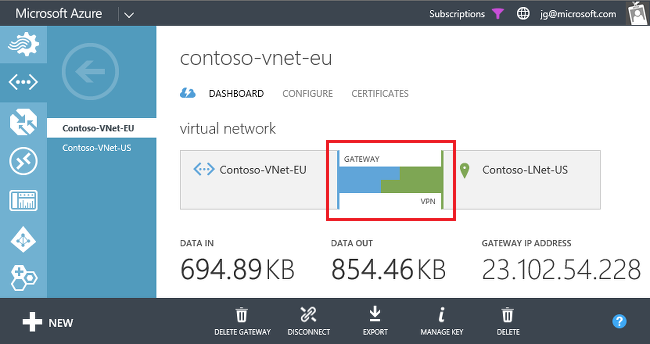 Microsoft Azure
Subscriptions
jg@microsoft.com
Contoso-VNet-EU
Contoso-VNet-US
contoso-vnet-eu
DASHBOARD CONFIGURE CERTIFICATES
virtual network
Contoso-VNet-EU
GATEWAY
VPN
Contoso-LNet-US
DATA IN DATA OUT GATEWAY IP ADDRESS
694.89 KB 854.46 KB 23.102.54.228
NEW
DELETE GATEWAY DISCONNECT EXPORT MANAGE KEY DELETE
?